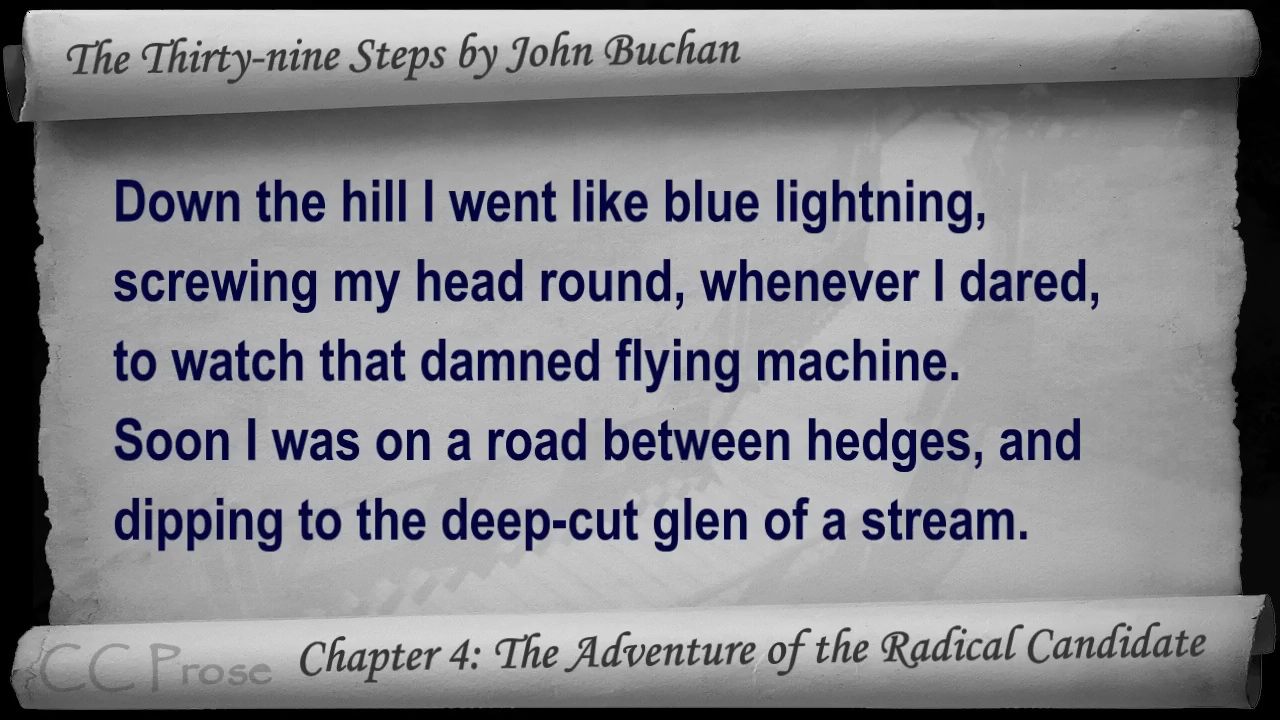 The Thirty-nine Steps by John Buchan
Down the hill I went like blue lightning,
screwing my head round, whenever I dared,
to watch that damned flying machine.
Soon I was on a road between hedges, and
dipping to the deep-cut glen of a stream.
CC Prose
Chapter 4: The Adventure of the Radical Candidate